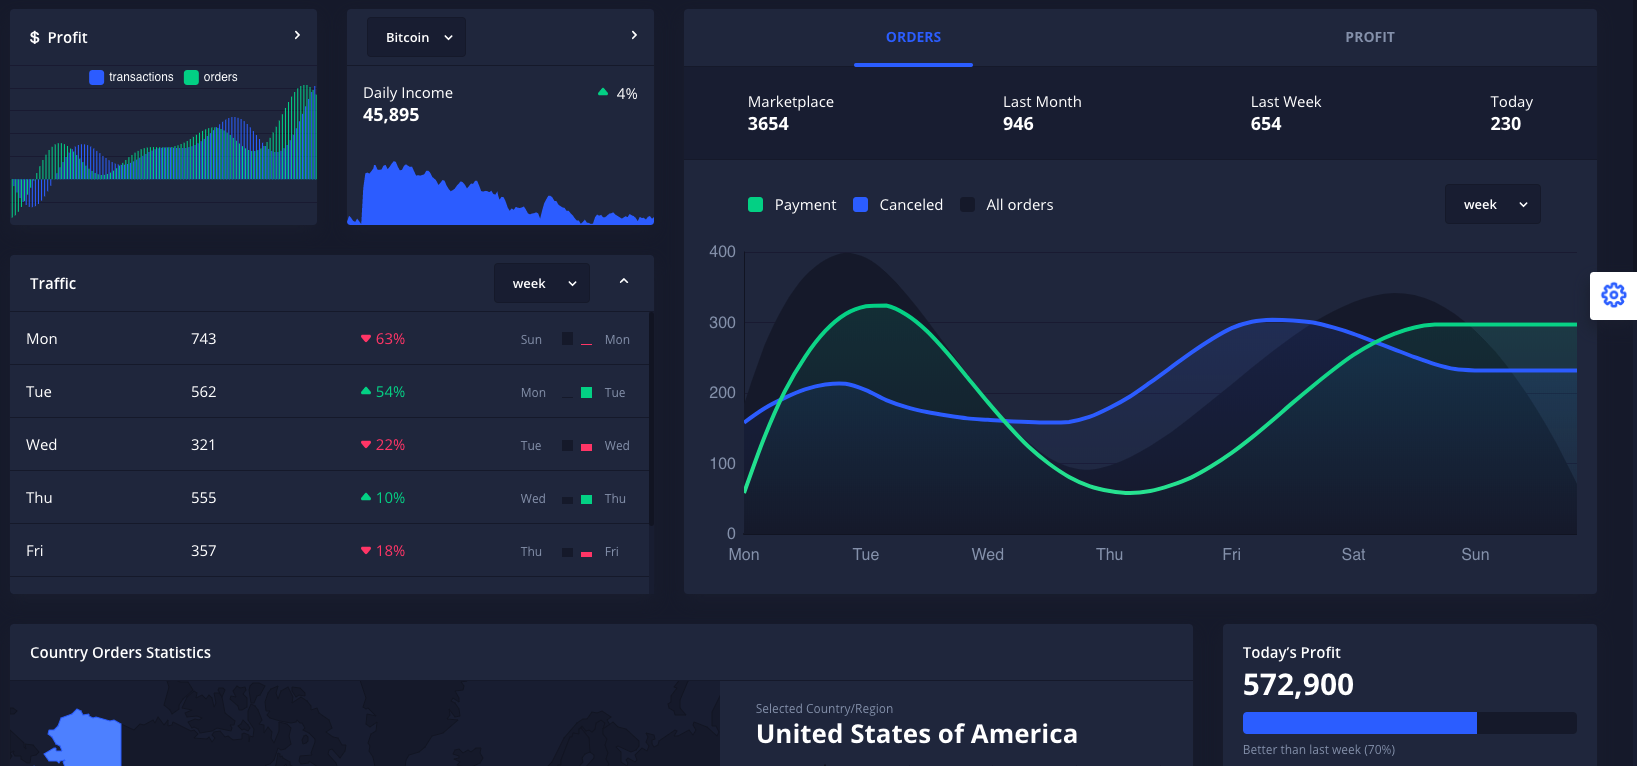 $ Profit
transactions orders
Bitcoin
Daily Income
45,895
4%
ORDERS PROFIT
Marketplace Last Month Last Week Today
3654 946 654 230
Payment Canceled All orders
week
400
300
200
100
0
Mon Tue Wed Thu Fri Sat Sun
Traffic week
Mon 743 63% Sun Mon
Tue 562 54% Mon Tue
Wed 321 22% Tue Wed
Thu 555 10% Wed Thu
Fri 357 18% Thu Fri
Country Orders Statistics
Selected Country/Region
United States of America
Today’s Profit
572,900
Better than last week (70%)